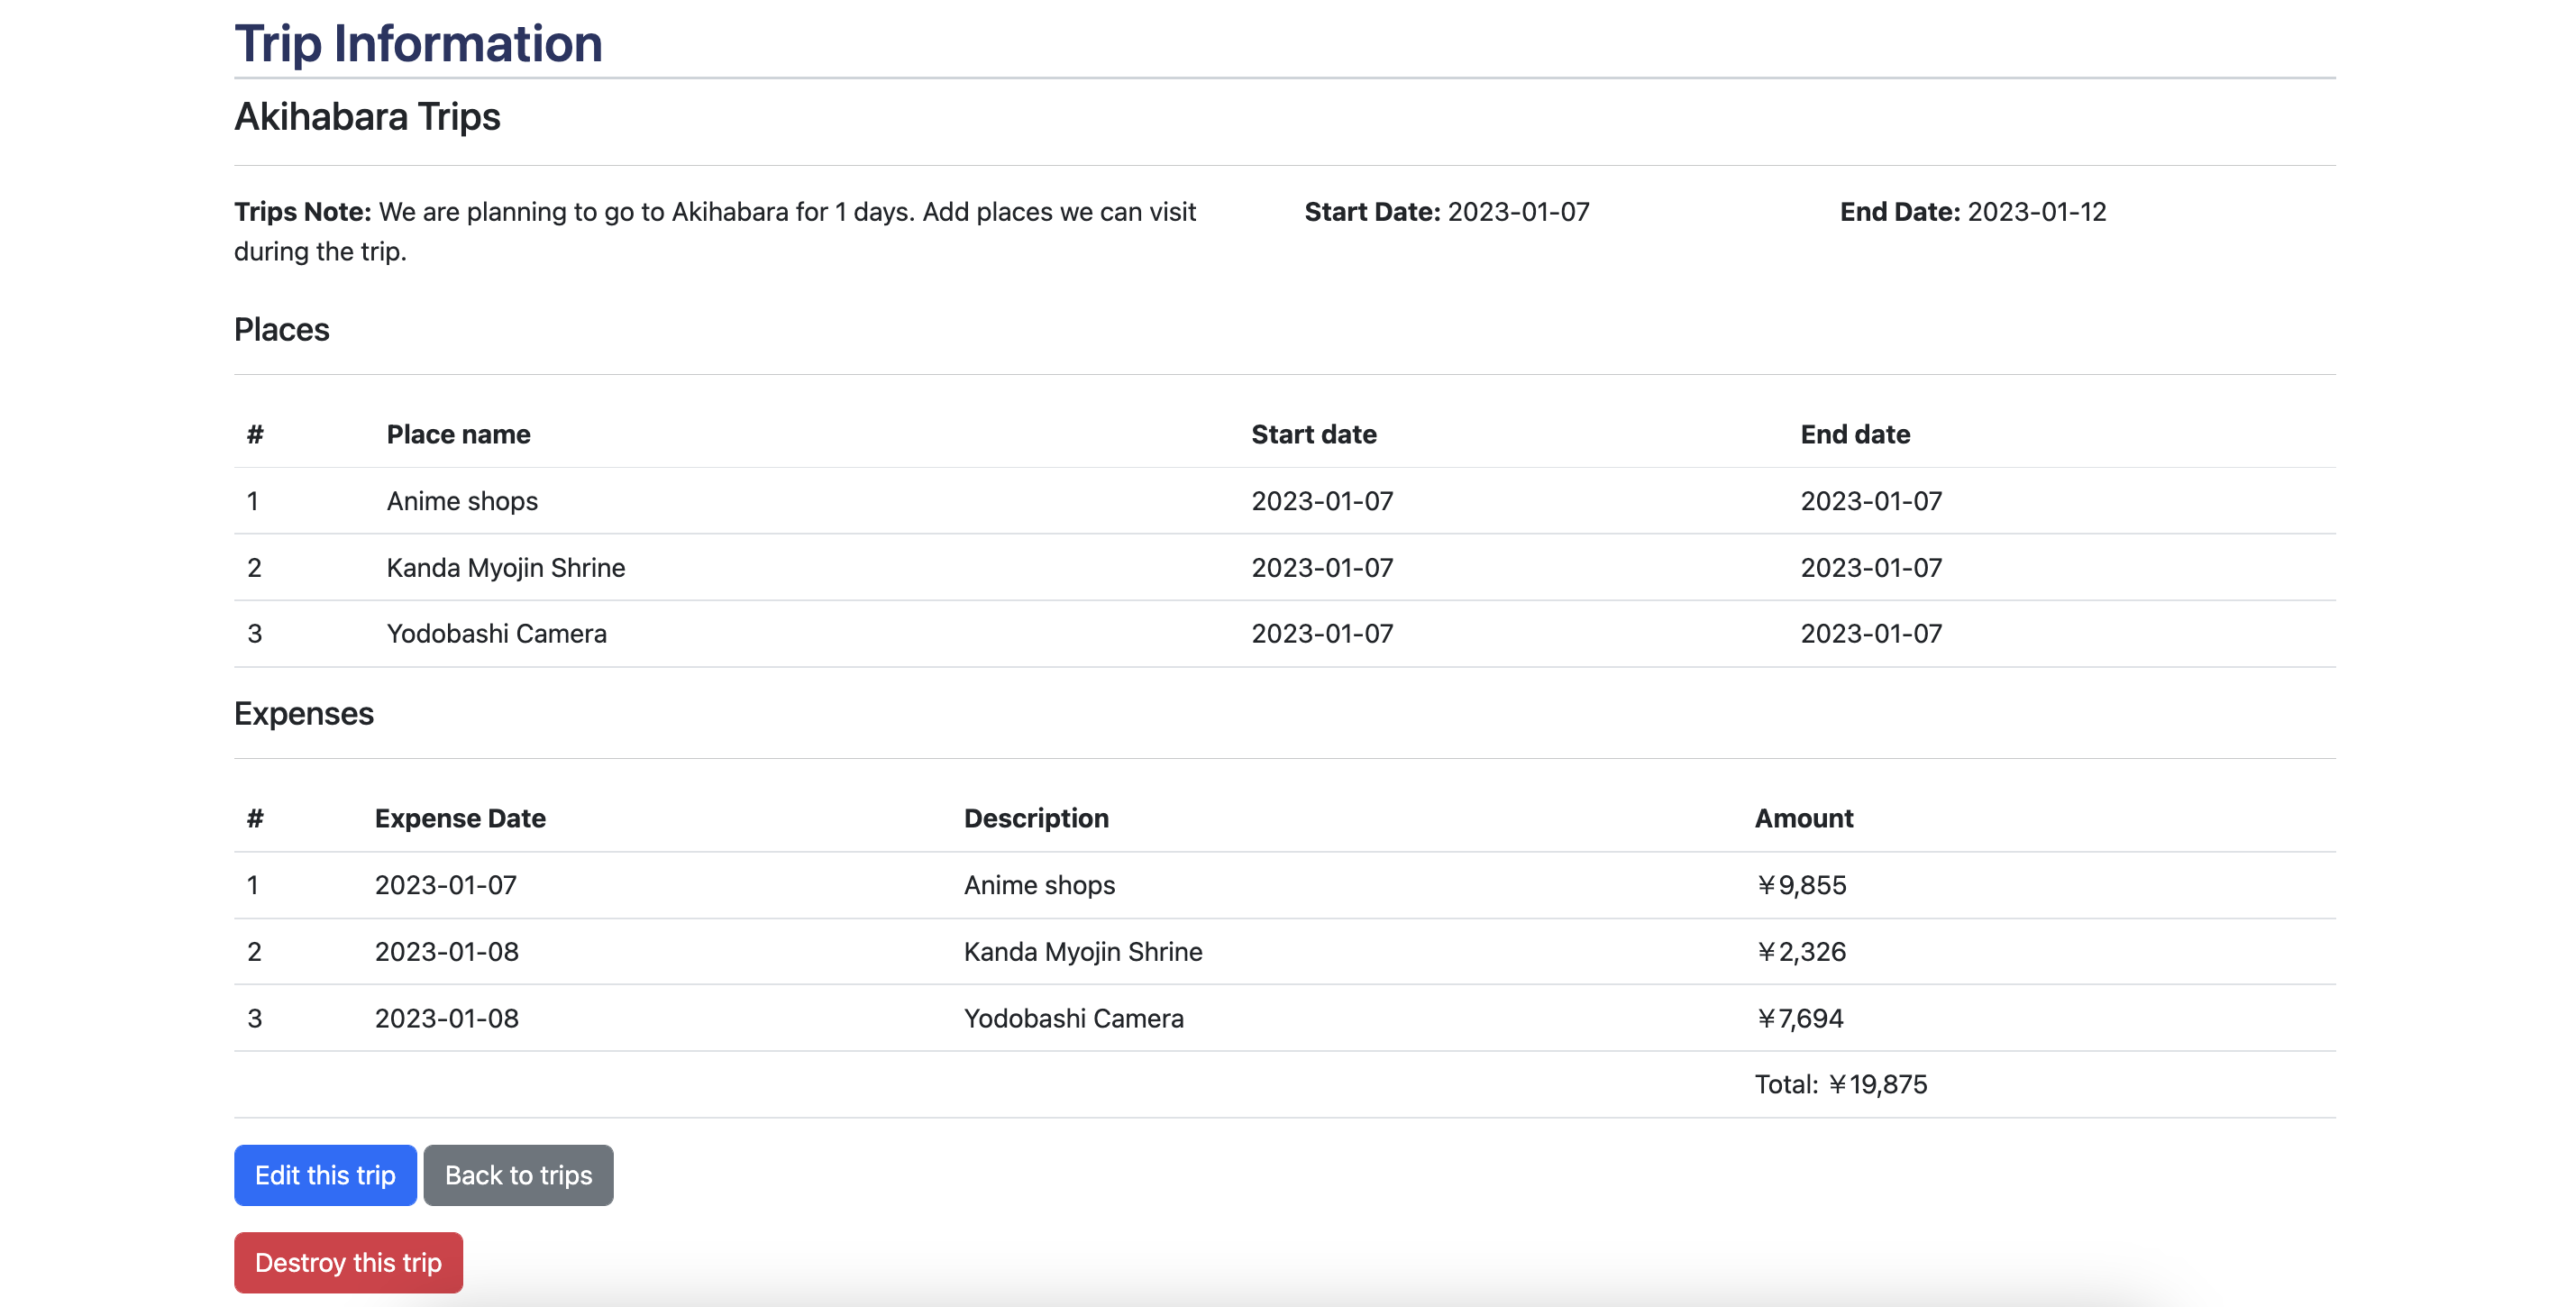 Trip Information
Akihabara Trips
Trips Note: We are planning to go to Akihabara for 1 days. Add places we can visit
during the trip.
Start Date: 2023-01-07
End Date: 2023-01-12
Places
# Place name Start date End date
1 Anime shops 2023-01-07 2023-01-07
2 Kanda Myojin Shrine 2023-01-07 2023-01-07
3 Yodobashi Camera 2023-01-07 2023-01-07
Expenses
# Expense Date Description Amount
1 2023-01-07 Anime shops ¥9,855
2 2023-01-08 Kanda Myojin Shrine ¥2,326
3 2023-01-08 Yodobashi Camera ¥7,694
Total: ¥19,875
Edit this trip Back to trips
Destroy this trip